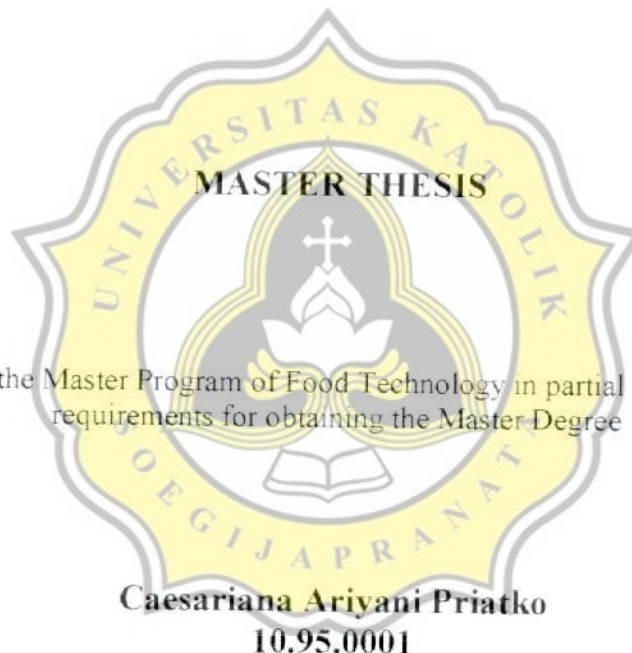 UNIVERSITAS KATOLIK
MASTER THESIS
the Master Program of Food Technology in partial
requirements for obtaining the Master Degree
SOEGIJAPRANATA
Caesariana Ariyani Priatko
10.95.0001